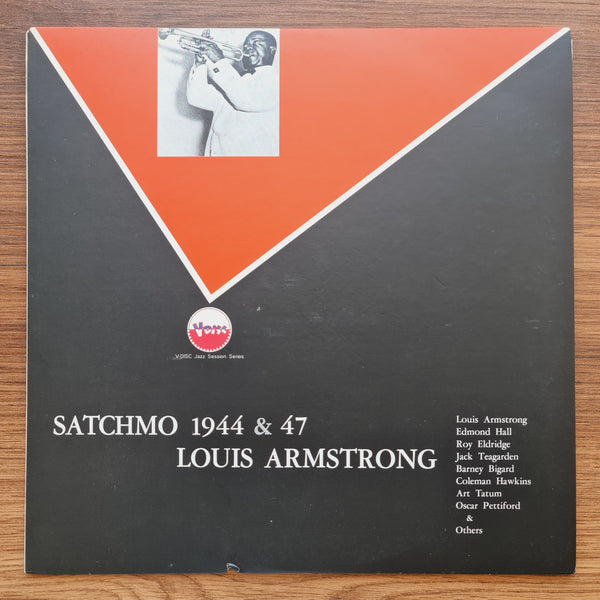 V-Disc
V-DISC Jazz Session Series
SATCHMO 1944 & 47
LOUIS ARMSTRONG
Louis Armstrong
Edmond Hall
Roy Eldridge
Jack Teagarden
Barney Bigard
Coleman Hawkins
Art Tatum
Oscar Pettiford
&
Others